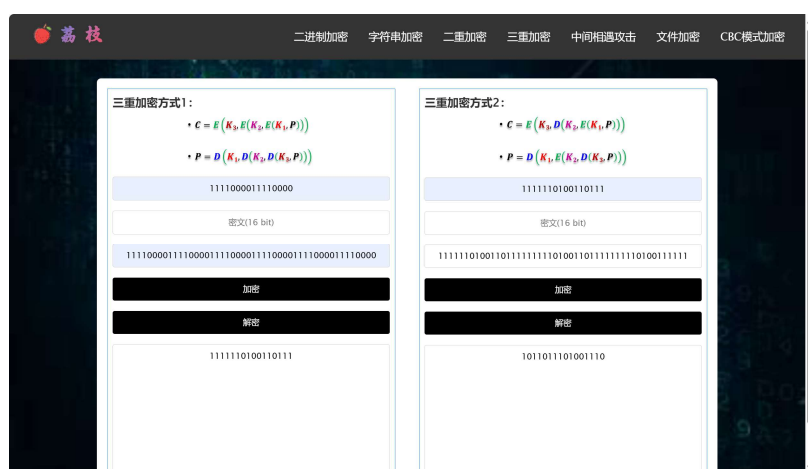 荔枝
二进制加密 字符串加密 二重加密 三重加密 中间相遇攻击 文件加密 CBC模式加密
三重加密方式1:
• C = E(K₃, E(K₂, E(K₁, P)))
• P = D(K₁, D(K₂, D(K₃, P)))
1111000011110000
密文(16 bit)
111100001111000011110000111100001111000011110000
加密
解密
1111110100110111
三重加密方式2:
• C = E(K₃, D(K₂, E(K₁, P)))
• P = D(K₁, E(K₂, D(K₃, P)))
1111110100110111
密文(16 bit)
加密
解密
1011011101001110